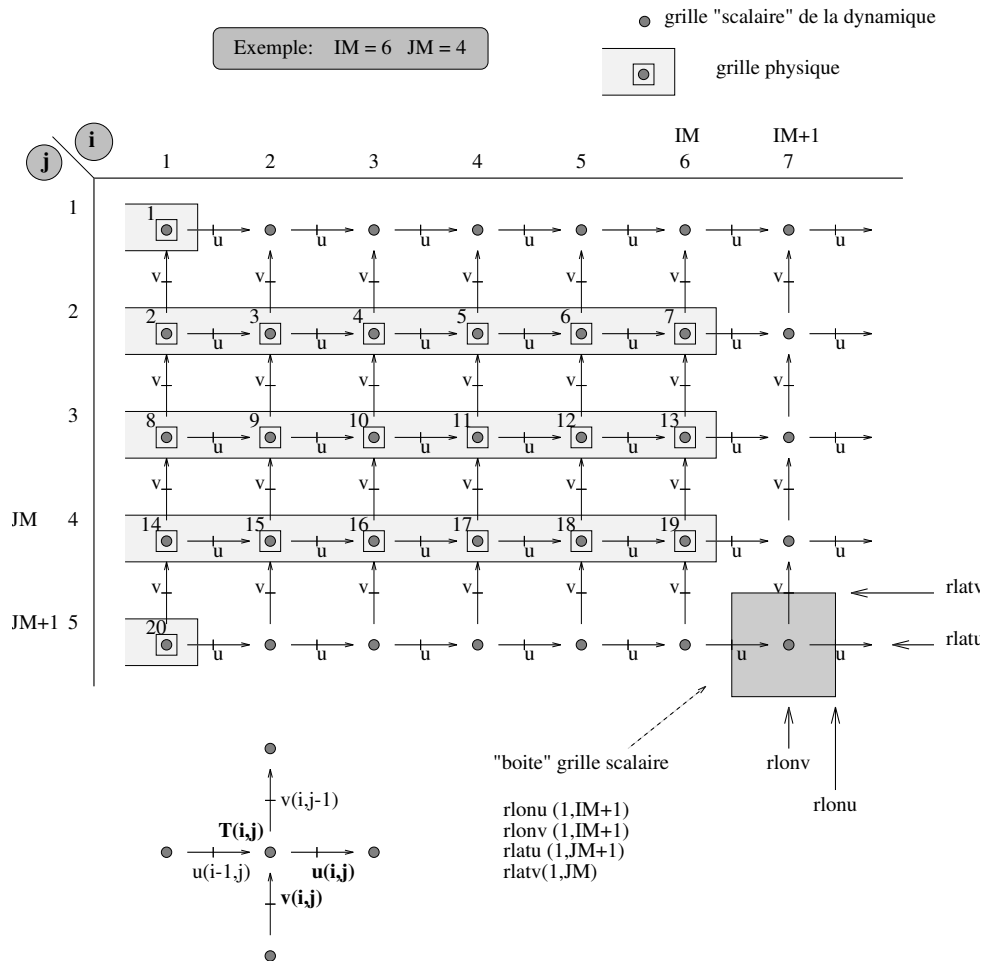 grille "scalaire" de la dynamique
Exemple: IM = 6 JM = 4
grille physique
i
j
IM IM+1
1 2 3 4 5 6 7
1
1
u u u u u u u
v v v v v v
2
2 3 4 5 6 7
u u u u u u u
v v v v v v
3
8 9 10 11 12 13
u u u u u u u
v v v v v v
JM 4
14 15 16 17 18 19
u u u u u u u
v v v v v v v
rlatv
JM+1 5
20
rlatu
u u u u u u u
"boite" grille scalaire
rlonv
rlonu
rlonu (1,IM+1)
rlonv (1,IM+1)
rlatu (1,JM+1)
rlatv(1,JM)
v(i,j-1)
T(i,j)
u(i-1,j) u(i,j)
v(i,j)